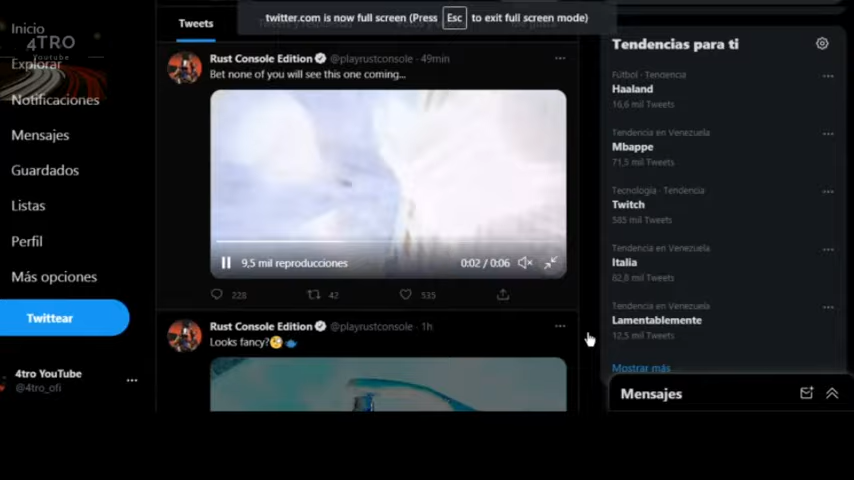 twitter.com is now full screen (Press Esc to exit full screen mode)
Inicio
4TRO
Youtube
Explorar
Notificaciones
Mensajes
Guardados
Listas
Perfil
Más opciones
Twittear
4tro YouTube
@4tro_ofi
Tweets
Rust Console Edition @playrustconsole · 49min
Bet none of you will see this one coming...
9,5 mil reproducciones
0:02 / 0:06
228
42
535
Rust Console Edition @playrustconsole · 1h
Looks fancy?
Tendencias para ti
Fútbol · Tendencia
Haaland
16,6 mil Tweets
Tendencia en Venezuela
Mbappe
71,5 mil Tweets
Tecnología · Tendencia
Twitch
585 mil Tweets
Tendencia en Venezuela
Italia
82,8 mil Tweets
Tendencia en Venezuela
Lamentablemente
12,5 mil Tweets
Mostrar más
Mensajes